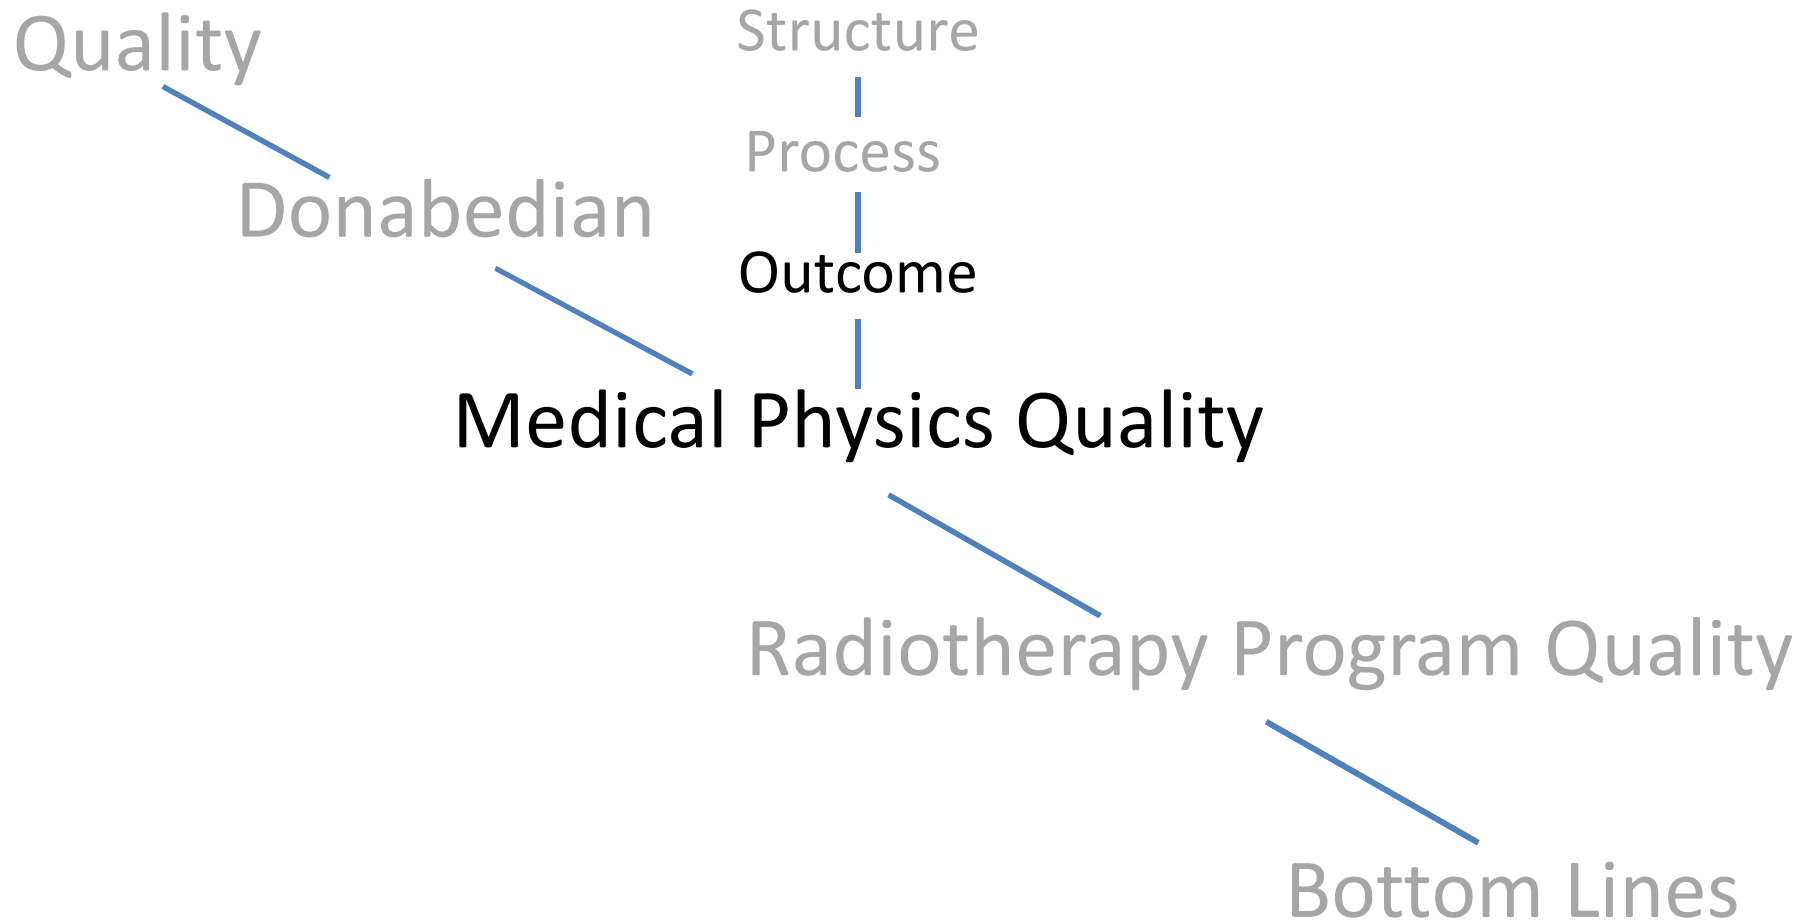 Quality
Structure
Process
Donabedian
Outcome
Medical Physics Quality
Radiotherapy Program Quality
Bottom Lines